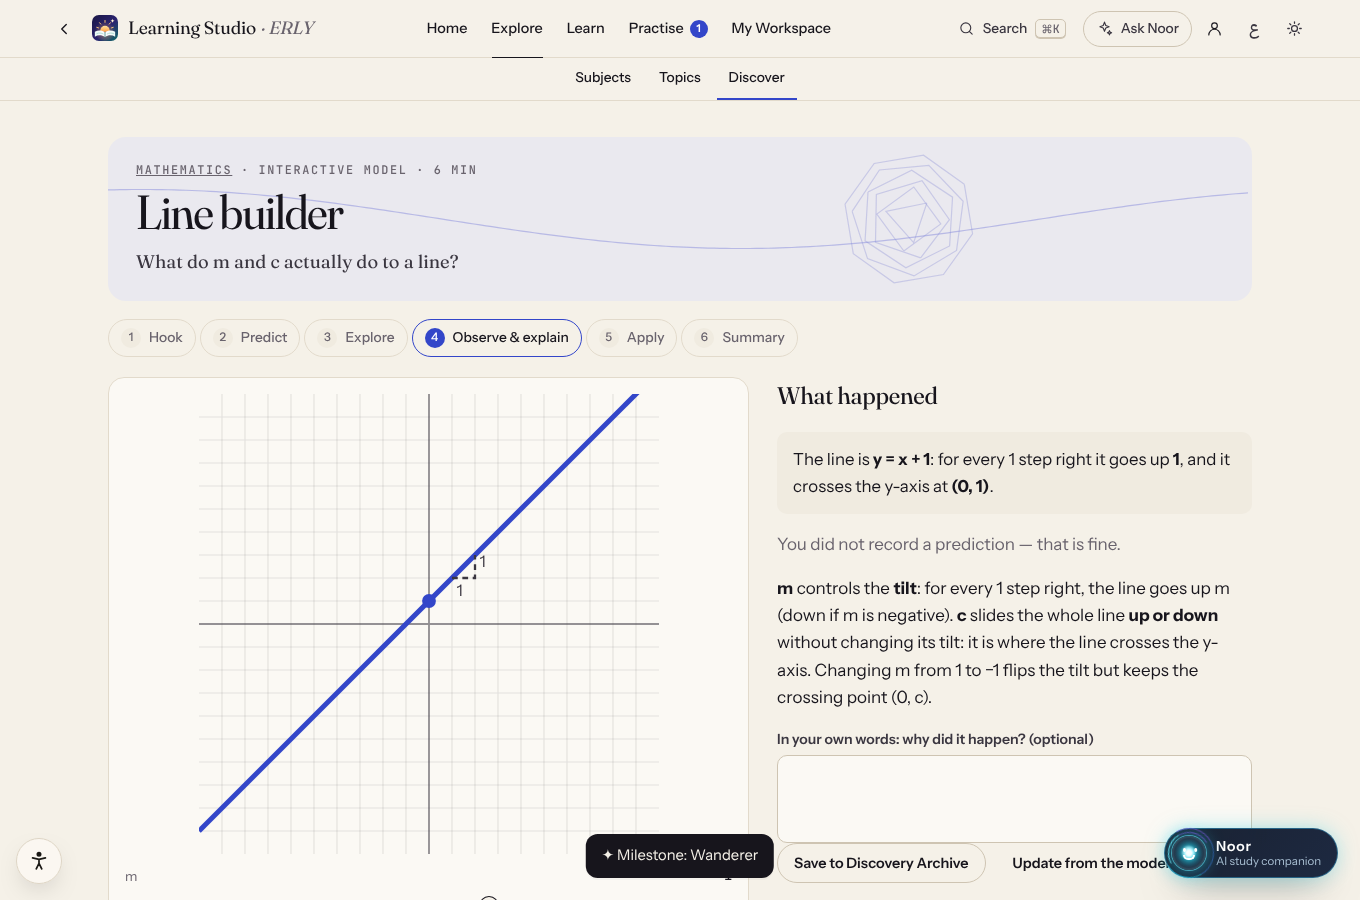 Learning Studio · ERLY
Home
Explore
Learn
Practise 1
My Workspace
Search ⌘K
Ask Noor
ع
Subjects
Topics
Discover
MATHEMATICS · INTERACTIVE MODEL · 6 MIN
Line builder
What do m and c actually do to a line?
1 Hook
2 Predict
3 Explore
4 Observe & explain
5 Apply
6 Summary
1
1
m
What happened
The line is y = x + 1: for every 1 step right it goes up 1, and it
crosses the y-axis at (0, 1).
You did not record a prediction — that is fine.
m controls the tilt: for every 1 step right, the line goes up m
(down if m is negative). c slides the whole line up or down
without changing its tilt: it is where the line crosses the y-
axis. Changing m from 1 to −1 flips the tilt but keeps the
crossing point (0, c).
In your own words: why did it happen? (optional)
✦ Milestone: Wanderer
Save to Discovery Archive
Update from the model
Noor
AI study companion